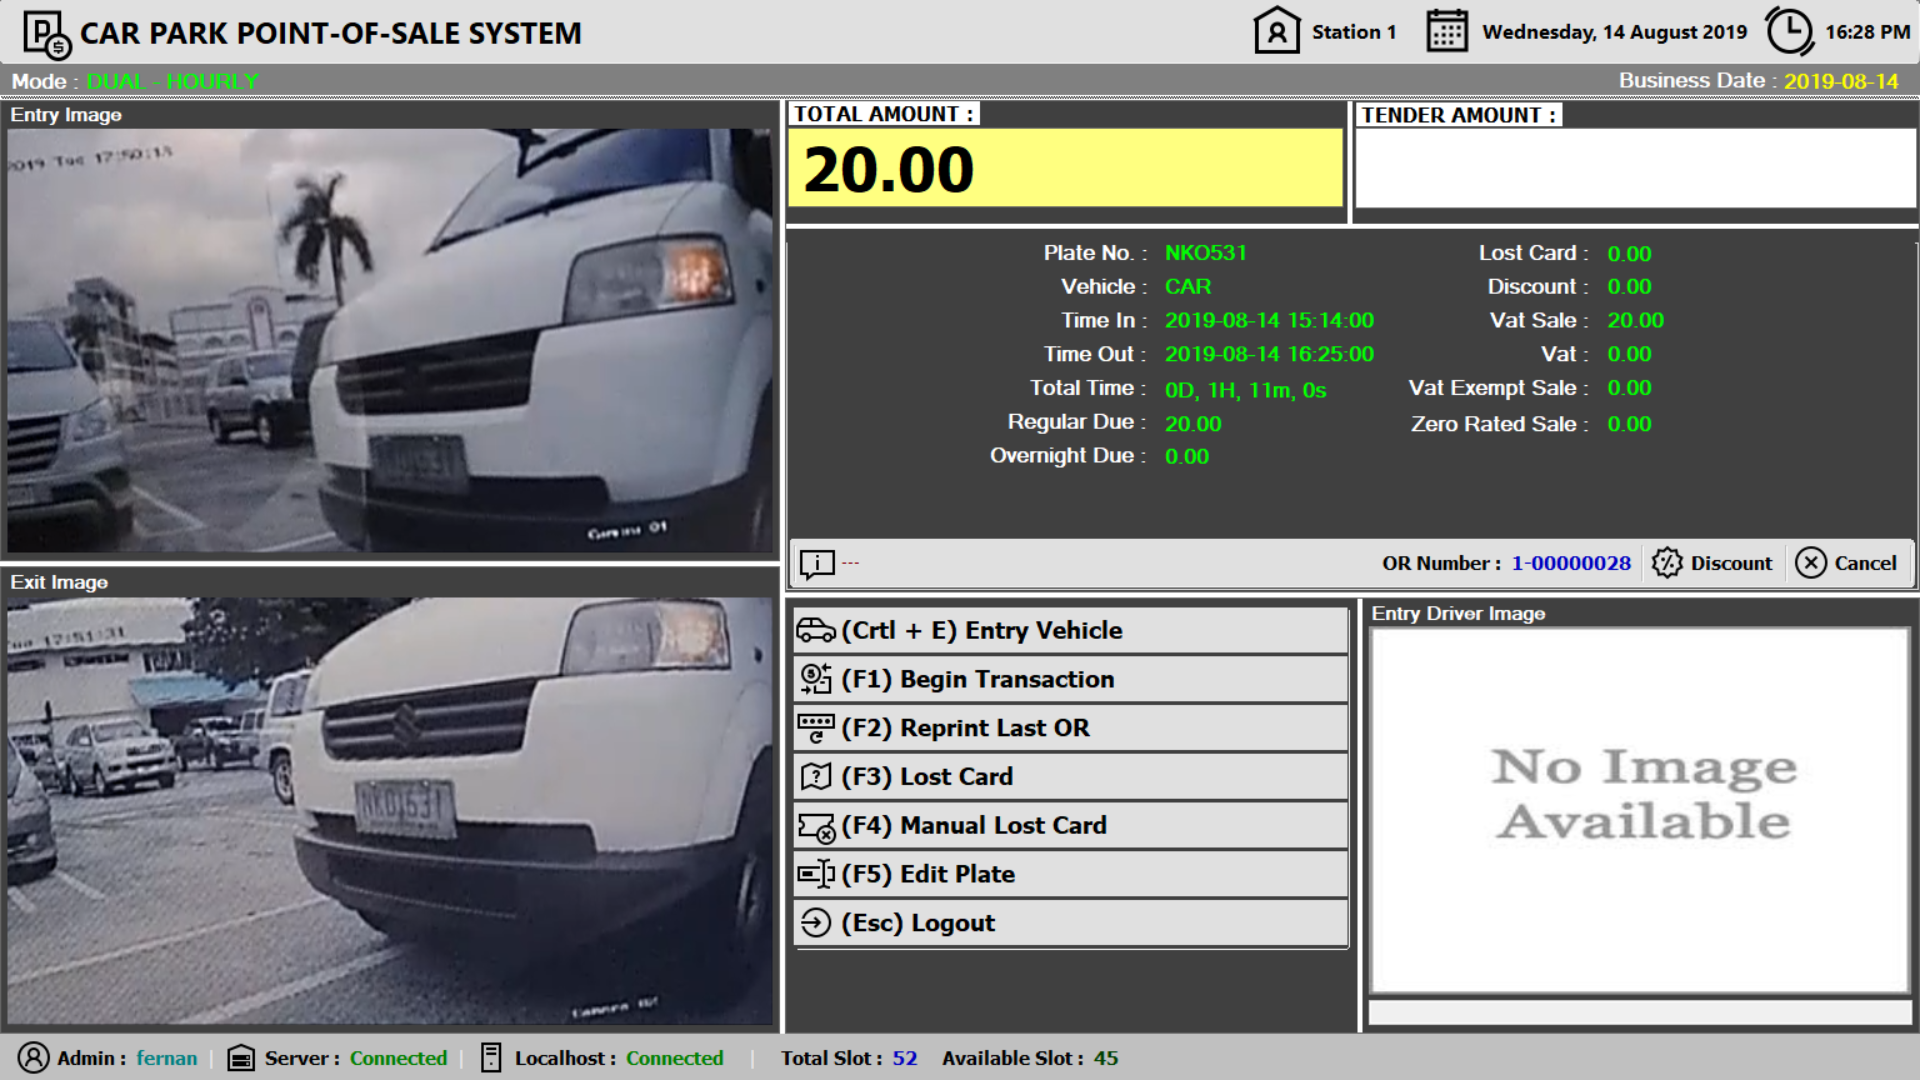 CAR PARK POINT-OF-SALE SYSTEM
Station 1
Wednesday, 14 August 2019
16:28 PM
Mode : DUAL - HOURLY
Business Date : 2019-08-14
Entry Image
2019 Tue 17:50:13
Camera 01
TOTAL AMOUNT :
20.00
TENDER AMOUNT :
Plate No. : NKO531
Vehicle : CAR
Time In : 2019-08-14 15:14:00
Time Out : 2019-08-14 16:25:00
Total Time : 0D, 1H, 11m, 0s
Regular Due : 20.00
Overnight Due : 0.00
Lost Card : 0.00
Discount : 0.00
Vat Sale : 20.00
Vat : 0.00
Vat Exempt Sale : 0.00
Zero Rated Sale : 0.00
---
OR Number : 1-00000028
Discount
Cancel
Exit Image
17:51:31
(Crtl + E) Entry Vehicle
(F1) Begin Transaction
(F2) Reprint Last OR
(F3) Lost Card
(F4) Manual Lost Card
(F5) Edit Plate
(Esc) Logout
Entry Driver Image
No Image
Available
Admin : fernan
Server : Connected
Localhost : Connected
Total Slot : 52
Available Slot : 45